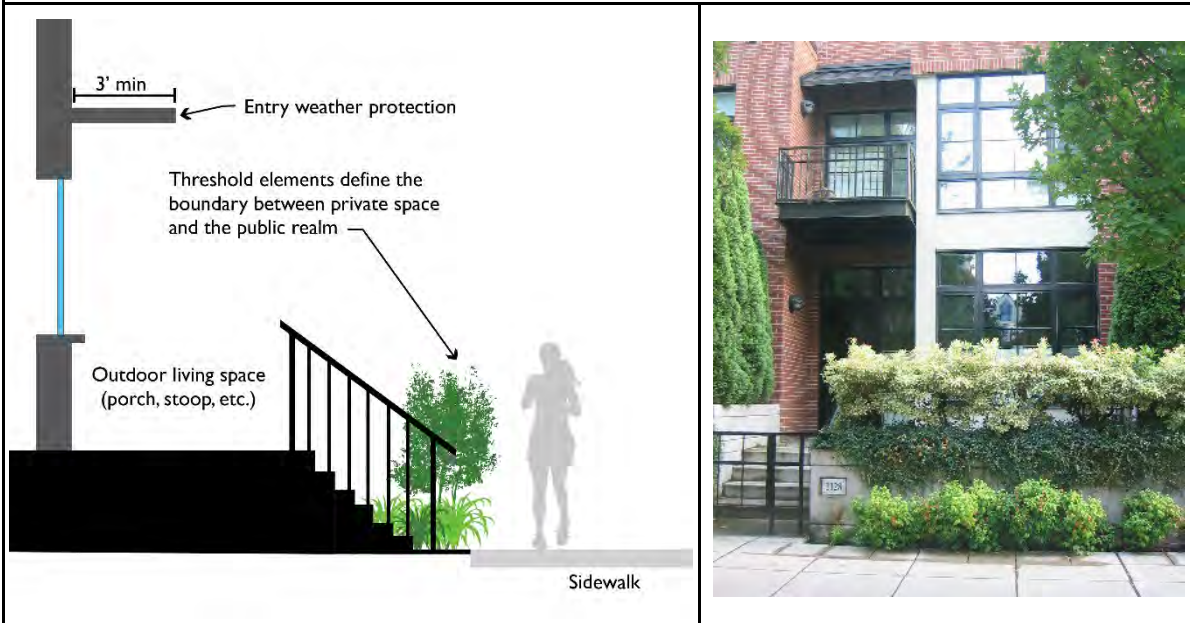 3' min
Entry weather protection
Threshold elements define the
boundary between private space
and the public realm
Outdoor living space
(porch, stoop, etc.)
Sidewalk